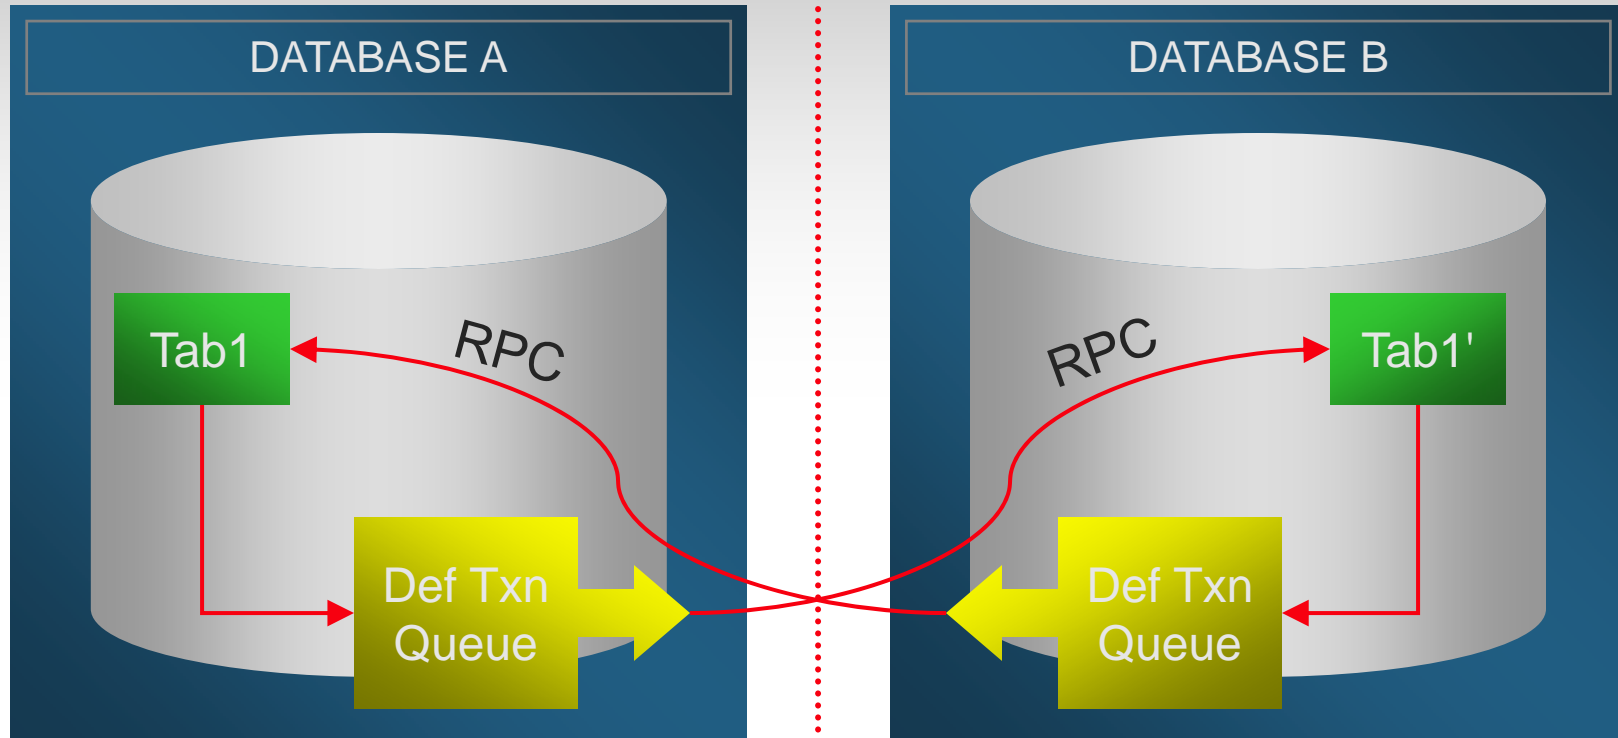 DATABASE A
DATABASE B
Tab1
RPC
RPC
Tab1'
Def Txn
Queue
Def Txn
Queue